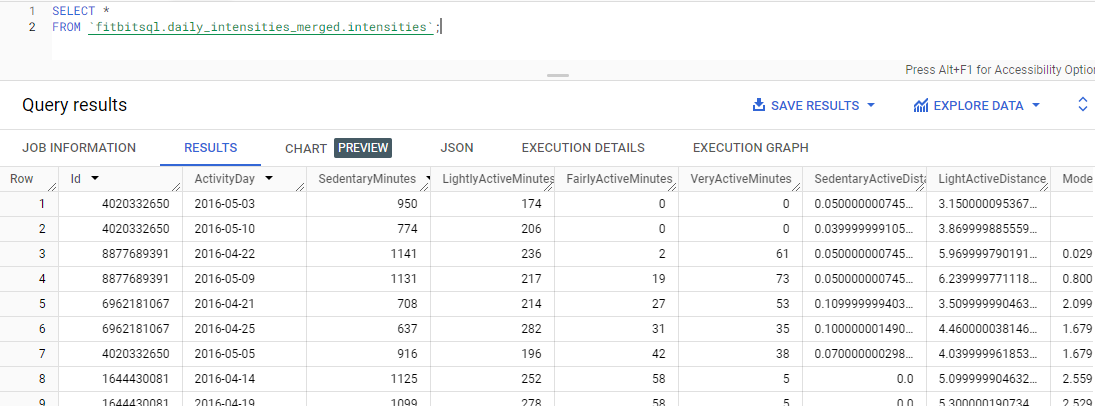 1 SELECT *
2 FROM `fitbitsql.daily_intensities_merged.intensities`;
Press Alt+F1 for Accessibility Optio
Query results
SAVE RESULTS
EXPLORE DATA
JOB INFORMATION RESULTS CHART PREVIEW JSON EXECUTION DETAILS EXECUTION GRAPH
Row Id ActivityDay SedentaryMinutes LightlyActiveMinutes FairlyActiveMinutes VeryActiveMinutes SedentaryActiveDista LightActiveDistance Mode
1 4020332650 2016-05-03 950 174 0 0 0.050000000745... 3.150000095367...
2 4020332650 2016-05-10 774 206 0 0 0.039999999105... 3.869999885559...
3 8877689391 2016-04-22 1141 236 2 61 0.050000000745... 5.969999790191... 0.029
4 8877689391 2016-05-09 1131 217 19 73 0.050000000745... 6.239999771118... 0.800
5 6962181067 2016-04-21 708 214 27 53 0.109999999403... 3.509999990463... 2.099
6 6962181067 2016-04-25 637 282 31 35 0.100000001490... 4.460000038146... 1.679
7 4020332650 2016-05-05 916 196 42 38 0.070000000298... 4.039999961853... 1.679
8 1644430081 2016-04-14 1125 252 58 5 0.0 5.099999904632... 2.559
9 1644430081 2016-04-19 1099 278 58 5 0.0 5.300000190734... 2.529